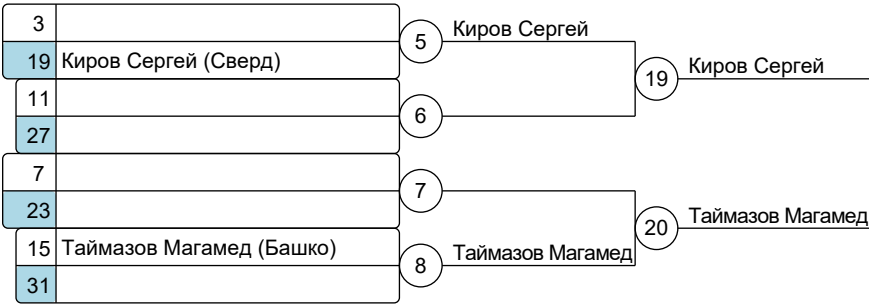 3
5 Киров Сергей
19 Киров Сергей (Сверд)
19 Киров Сергей
11
6
27
7
7
23
20 Таймазов Магамед
15 Таймазов Магамед (Башко)
8 Таймазов Магамед
31